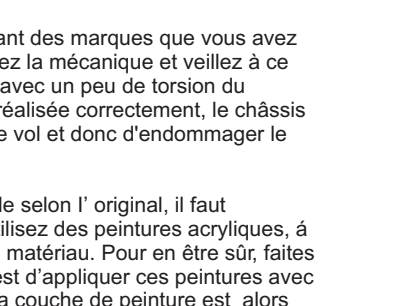 ant des marques que vous avez
ez la mécanique et veillez à ce
avec un peu de torsion du
réalisée correctement, le châssis
e vol et donc d'endommager le
le selon l’ original, il faut
tilisez des peintures acryliques, á
matériau. Pour en être sûr, faites
est d’appliquer ces peintures avec
a couche de peinture est alors